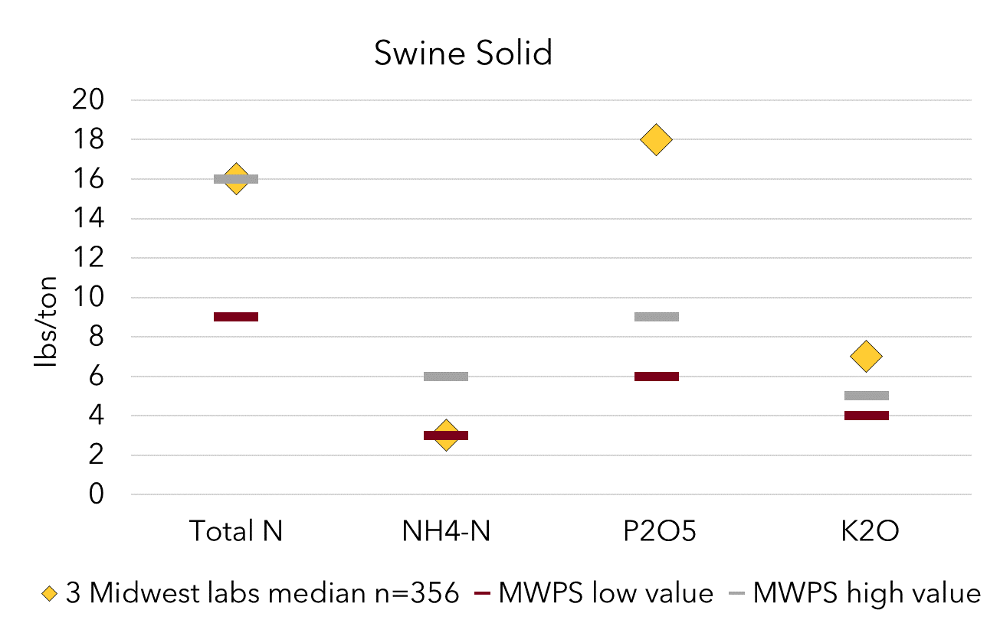 Swine Solid
20
18
16
14
12
10
8
6
4
2
0
lbs/ton
Total N NH4-N P2O5 K2O
3 Midwest labs median n=356 MWPS low value MWPS high value